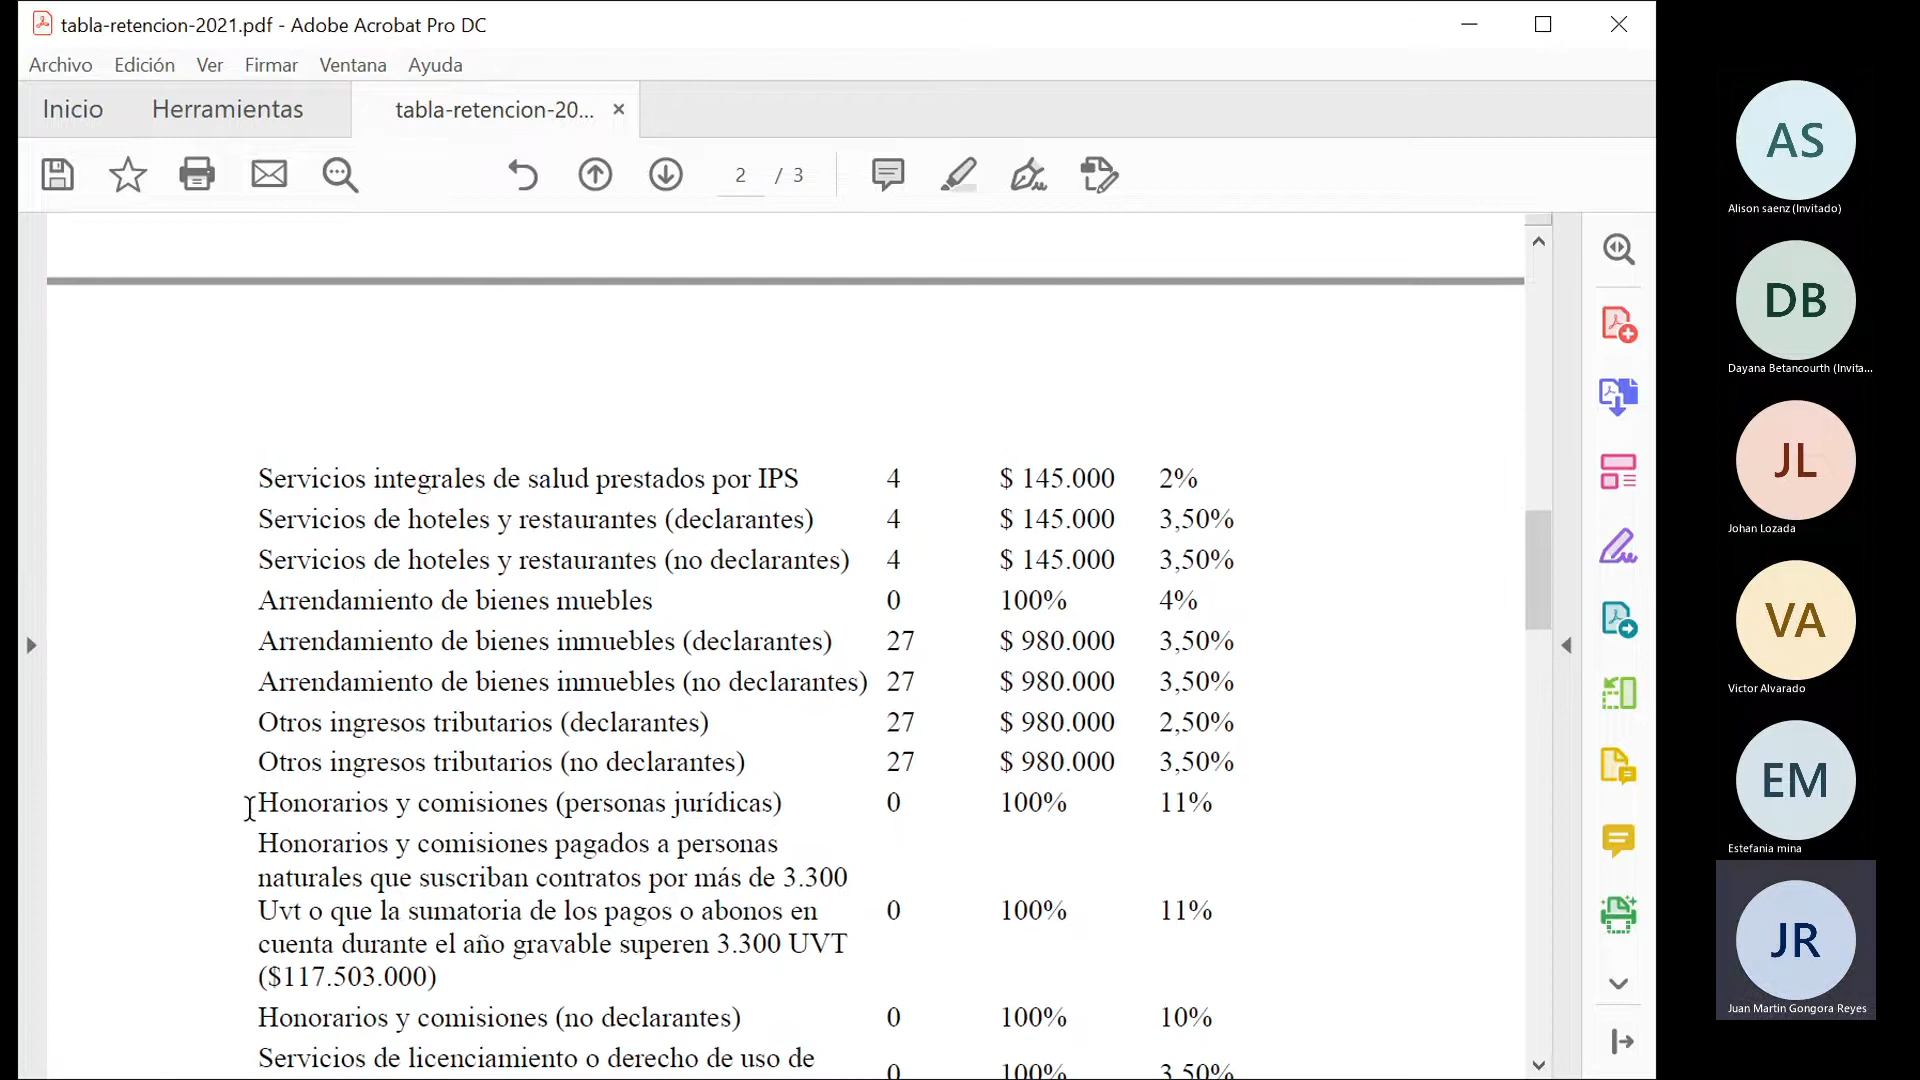 tabla-retencion-2021.pdf - Adobe Acrobat Pro DC
Archivo Edición Ver Firmar Ventana Ayuda
Inicio Herramientas tabla-retencion-20... ×
2 / 3
Servicios integrales de salud prestados por IPS 4 $ 145.000 2%
Servicios de hoteles y restaurantes (declarantes) 4 $ 145.000 3,50%
Servicios de hoteles y restaurantes (no declarantes) 4 $ 145.000 3,50%
Arrendamiento de bienes muebles 0 100% 4%
Arrendamiento de bienes inmuebles (declarantes) 27 $ 980.000 3,50%
Arrendamiento de bienes inmuebles (no declarantes) 27 $ 980.000 3,50%
Otros ingresos tributarios (declarantes) 27 $ 980.000 2,50%
Otros ingresos tributarios (no declarantes) 27 $ 980.000 3,50%
Honorarios y comisiones (personas jurídicas) 0 100% 11%
Honorarios y comisiones pagados a personas
naturales que suscriban contratos por más de 3.300
Uvt o que la sumatoria de los pagos o abonos en 0 100% 11%
cuenta durante el año gravable superen 3.300 UVT
($117.503.000)
Honorarios y comisiones (no declarantes) 0 100% 10%
Servicios de licenciamiento o derecho de uso de
0 100% 3,50%
AS
Alison saenz (Invitado)
DB
Dayana Betancourth (Invita...
JL
Johan Lozada
VA
Victor Alvarado
EM
Estefania mina
JR
Juan Martin Gongora Reyes